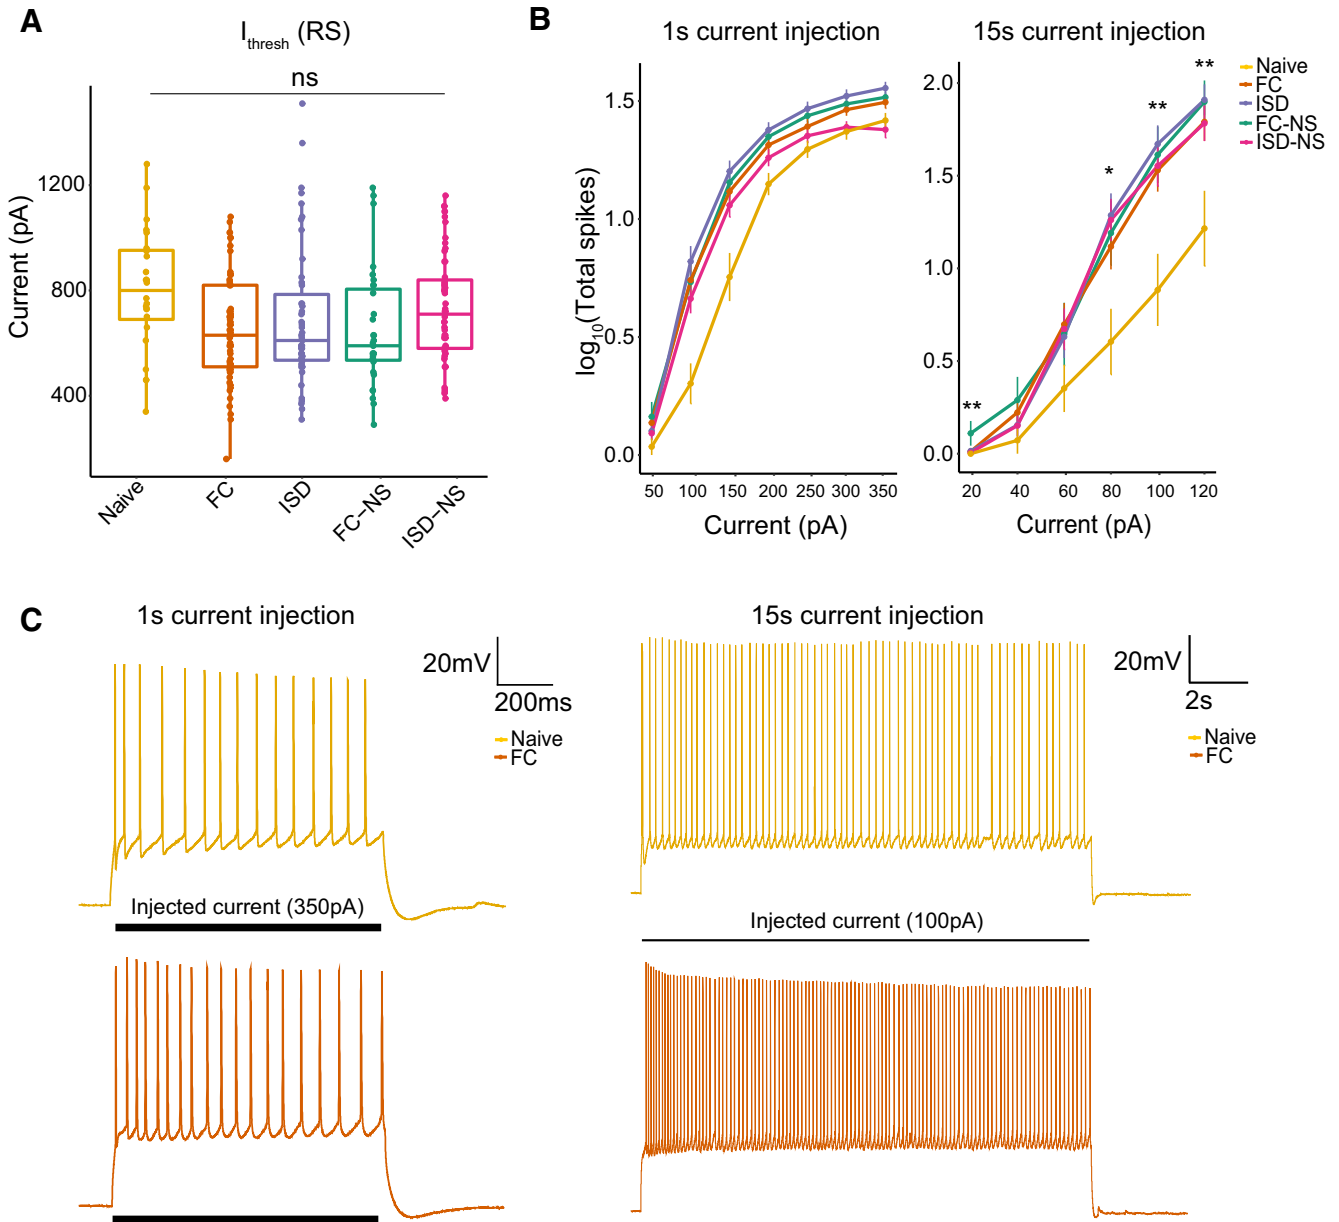 A
I_thresh (RS)
ns
Current (pA)
1200
800
400
Naive
FC
ISD
FC-NS
ISD-NS
B
1s current injection
log10(Total spikes)
1.5
1.0
0.5
0.0
50 100 150 200 250 300 350
Current (pA)
15s current injection
2.0
1.5
1.0
0.5
0.0
**
*
**
**
20 40 60 80 100 120
Current (pA)
Naive
FC
ISD
FC-NS
ISD-NS
C
1s current injection
20mV
200ms
Naive
FC
Injected current (350pA)
15s current injection
20mV
2s
Naive
FC
Injected current (100pA)